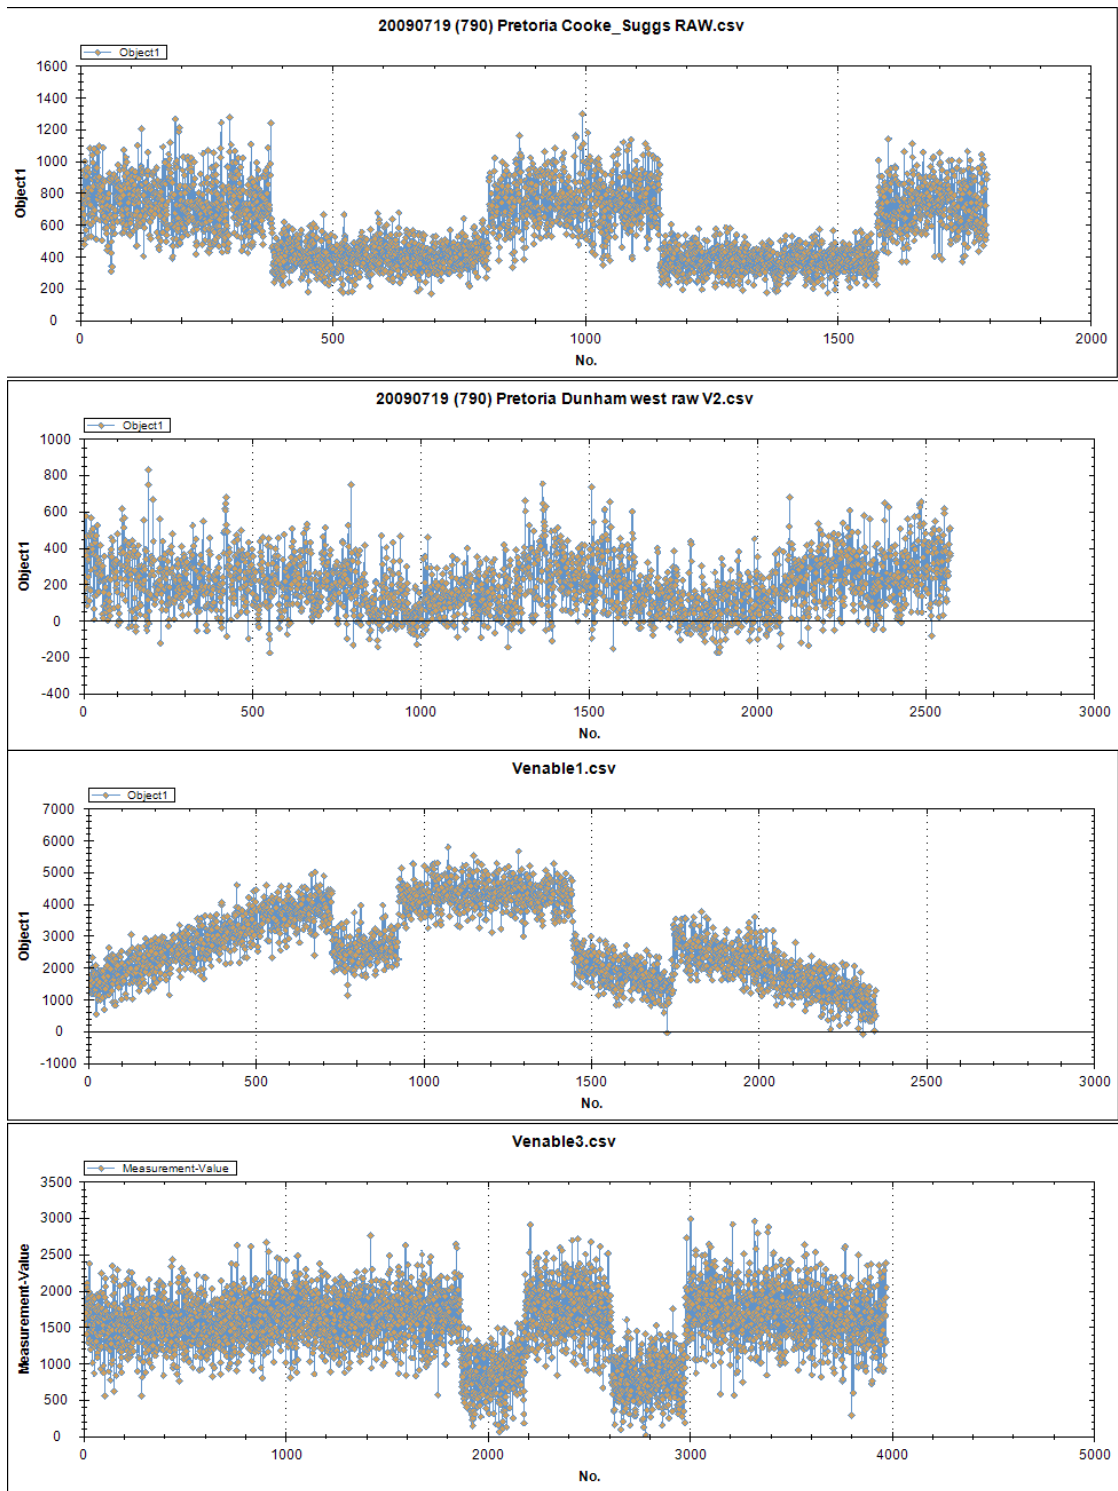 20090719 (790) Pretoria Cooke_Suggs RAW.csv
Object1
1600
1400
1200
1000
800
600
400
200
0
Object1
0 500 1000 1500 2000
No.
20090719 (790) Pretoria Dunham west raw V2.csv
Object1
1000
800
600
400
200
0
-200
-400
Object1
0 500 1000 1500 2000 2500 3000
No.
Venable1.csv
Object1
7000
6000
5000
4000
3000
2000
1000
0
-1000
Object1
0 500 1000 1500 2000 2500 3000
No.
Venable3.csv
Measurement-Value
3500
3000
2500
2000
1500
1000
500
0
Measurement-Value
0 1000 2000 3000 4000 5000
No.